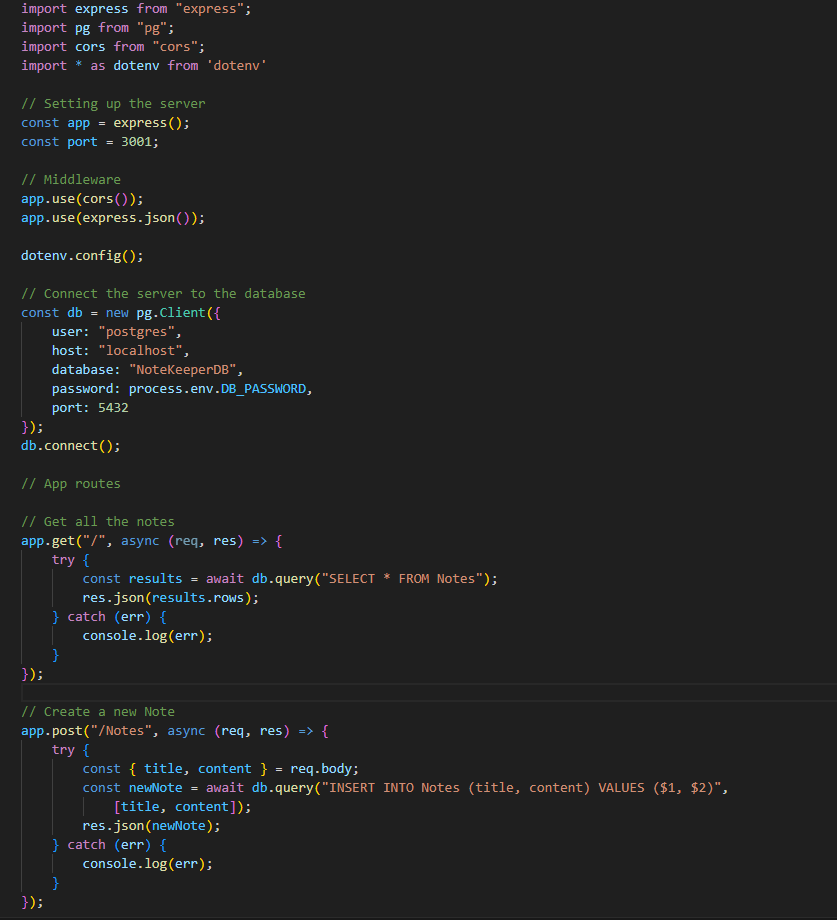 import express from "express";
import pg from "pg";
import cors from "cors";
import * as dotenv from 'dotenv'

// Setting up the server
const app = express();
const port = 3001;

// Middleware
app.use(cors());
app.use(express.json());

dotenv.config();

// Connect the server to the database
const db = new pg.Client({
    user: "postgres",
    host: "localhost",
    database: "NoteKeeperDB",
    password: process.env.DB_PASSWORD,
    port: 5432
});
db.connect();

// App routes

// Get all the notes
app.get("/", async (req, res) => {
    try {
        const results = await db.query("SELECT * FROM Notes");
        res.json(results.rows);
    } catch (err) {
        console.log(err);
    }
});

// Create a new Note
app.post("/Notes", async (req, res) => {
    try {
        const { title, content } = req.body;
        const newNote = await db.query("INSERT INTO Notes (title, content) VALUES ($1, $2)",
            [title, content]);
        res.json(newNote);
    } catch (err) {
        console.log(err);
    }
});